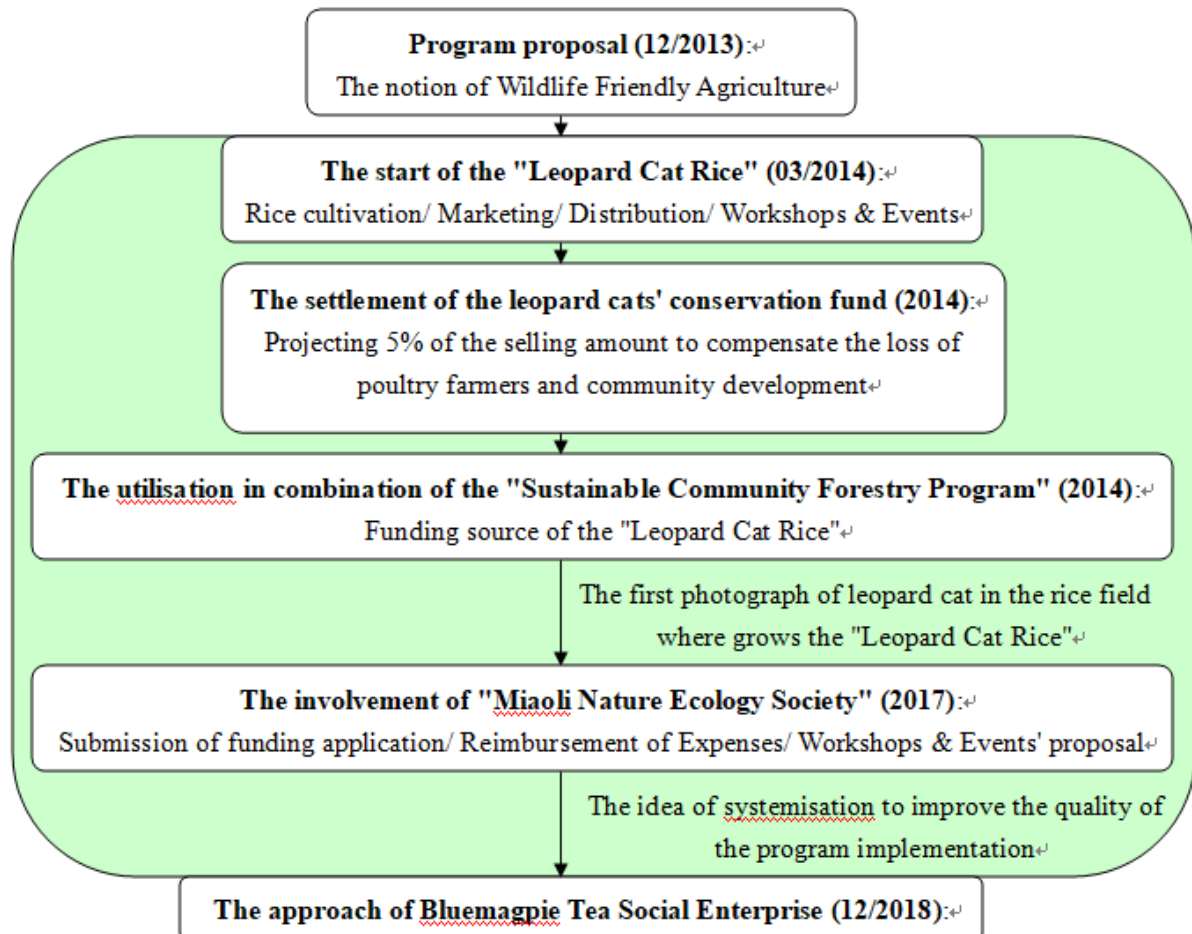 Program proposal (12/2013):
The notion of Wildlife Friendly Agriculture
The start of the "Leopard Cat Rice" (03/2014):
Rice cultivation/ Marketing/ Distribution/ Workshops & Events
The settlement of the leopard cats' conservation fund (2014):
Projecting 5% of the selling amount to compensate the loss of
poultry farmers and community development
The utilisation in combination of the "Sustainable Community Forestry Program" (2014):
Funding source of the "Leopard Cat Rice"
The first photograph of leopard cat in the rice field
where grows the "Leopard Cat Rice"
The involvement of "Miaoli Nature Ecology Society" (2017):
Submission of funding application/ Reimbursement of Expenses/ Workshops & Events' proposal
The idea of systemisation to improve the quality of
the program implementation
The approach of Bluemagpie Tea Social Enterprise (12/2018):